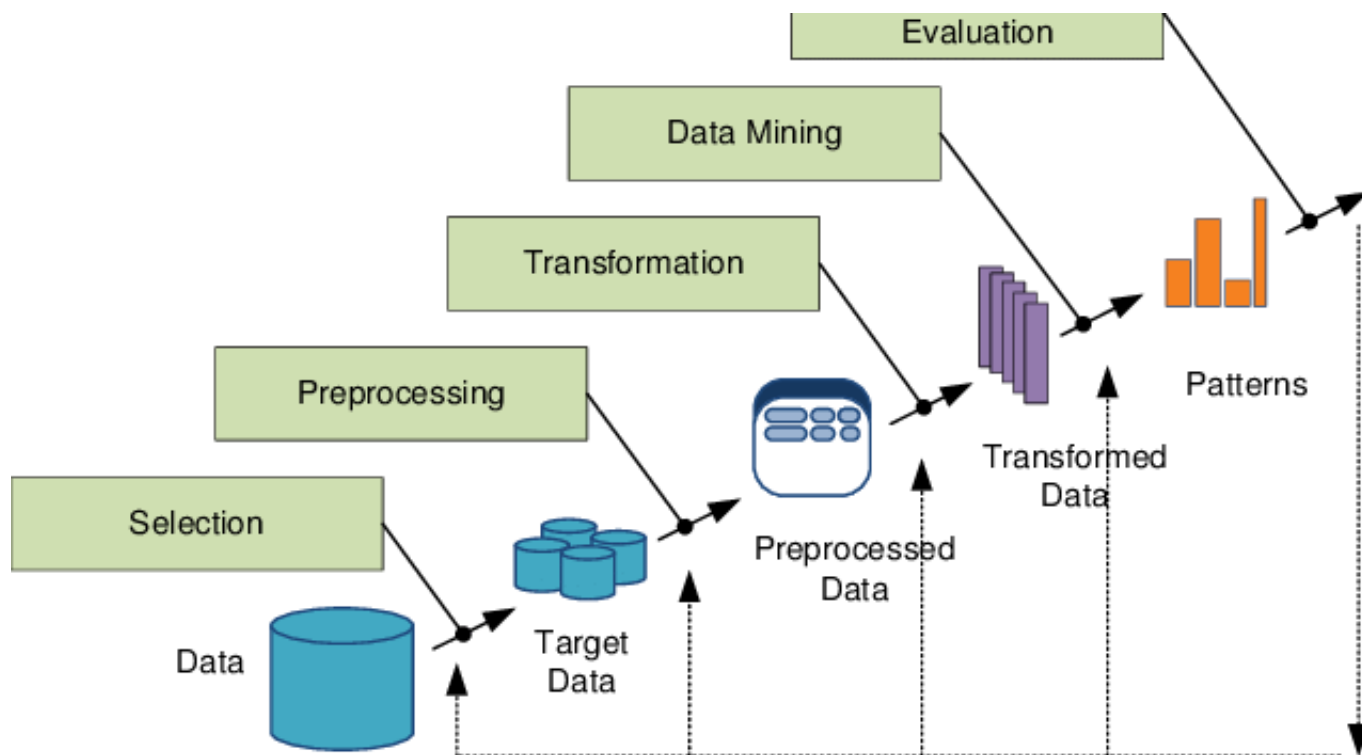 Evaluation
Data Mining
Transformation
Patterns
Preprocessing
Transformed
Data
Selection
Preprocessed
Data
Target
Data
Data